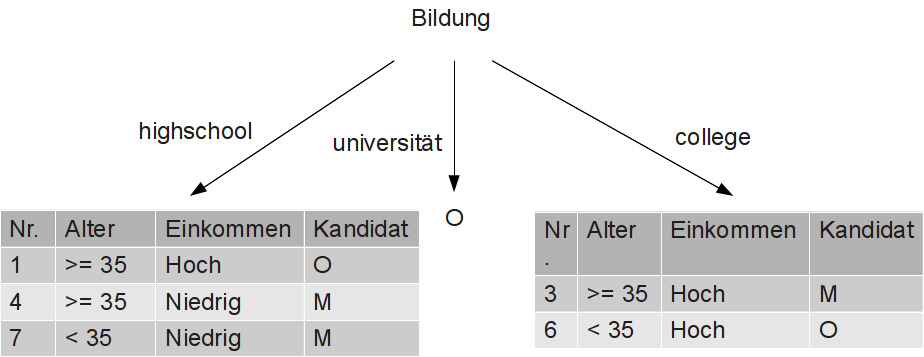 Bildung
highschool
universität
college
O
Nr. Alter Einkommen Kandidat
1 >= 35 Hoch O
4 >= 35 Niedrig M
7 < 35 Niedrig M
Nr
. Alter Einkommen Kandidat
3 >= 35 Hoch M
6 < 35 Hoch O